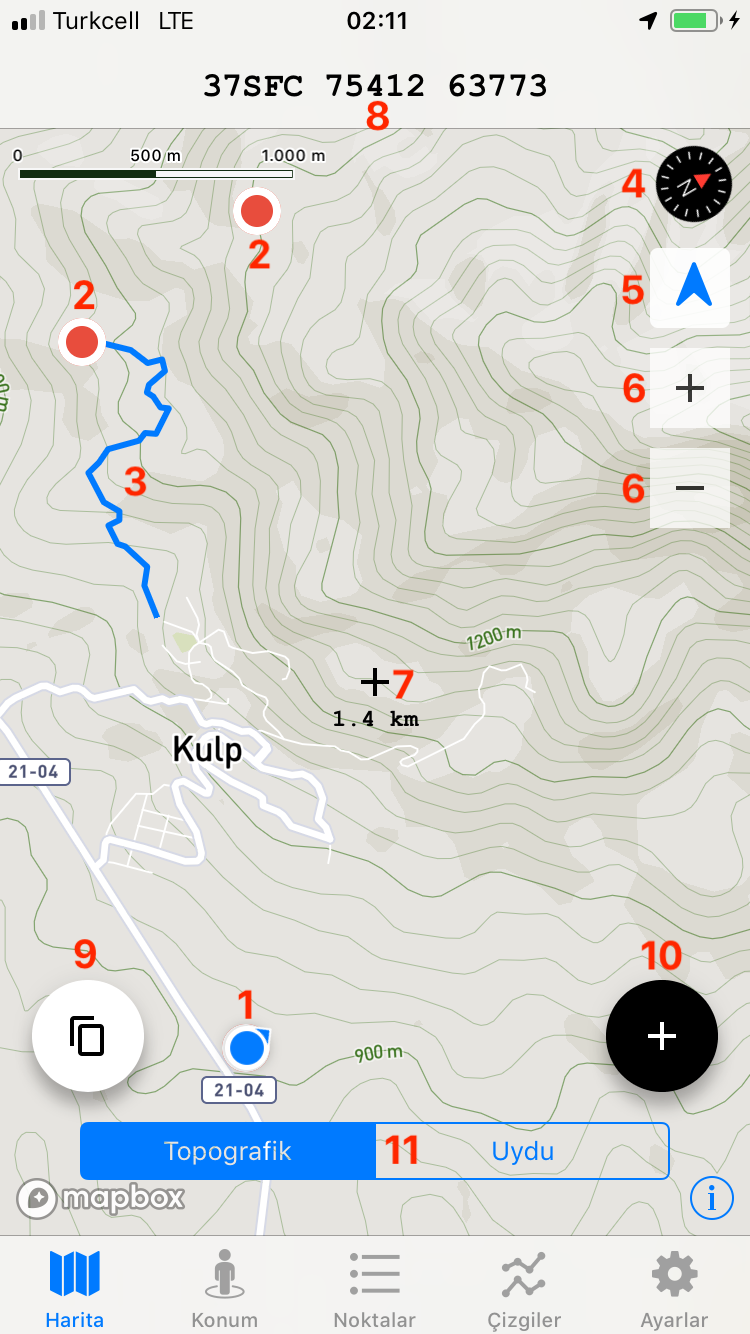 Turkcell LTE 02:11
37SFC 75412 63773
8
0 500 m 1.000 m
4
2
5
2
6
3
6
1200 m
7
1.4 km
Kulp
21-04
9
10
1
900 m
21-04
Topografik 11 Uydu
mapbox
i
Harita Konum Noktalar Çizgiler Ayarlar